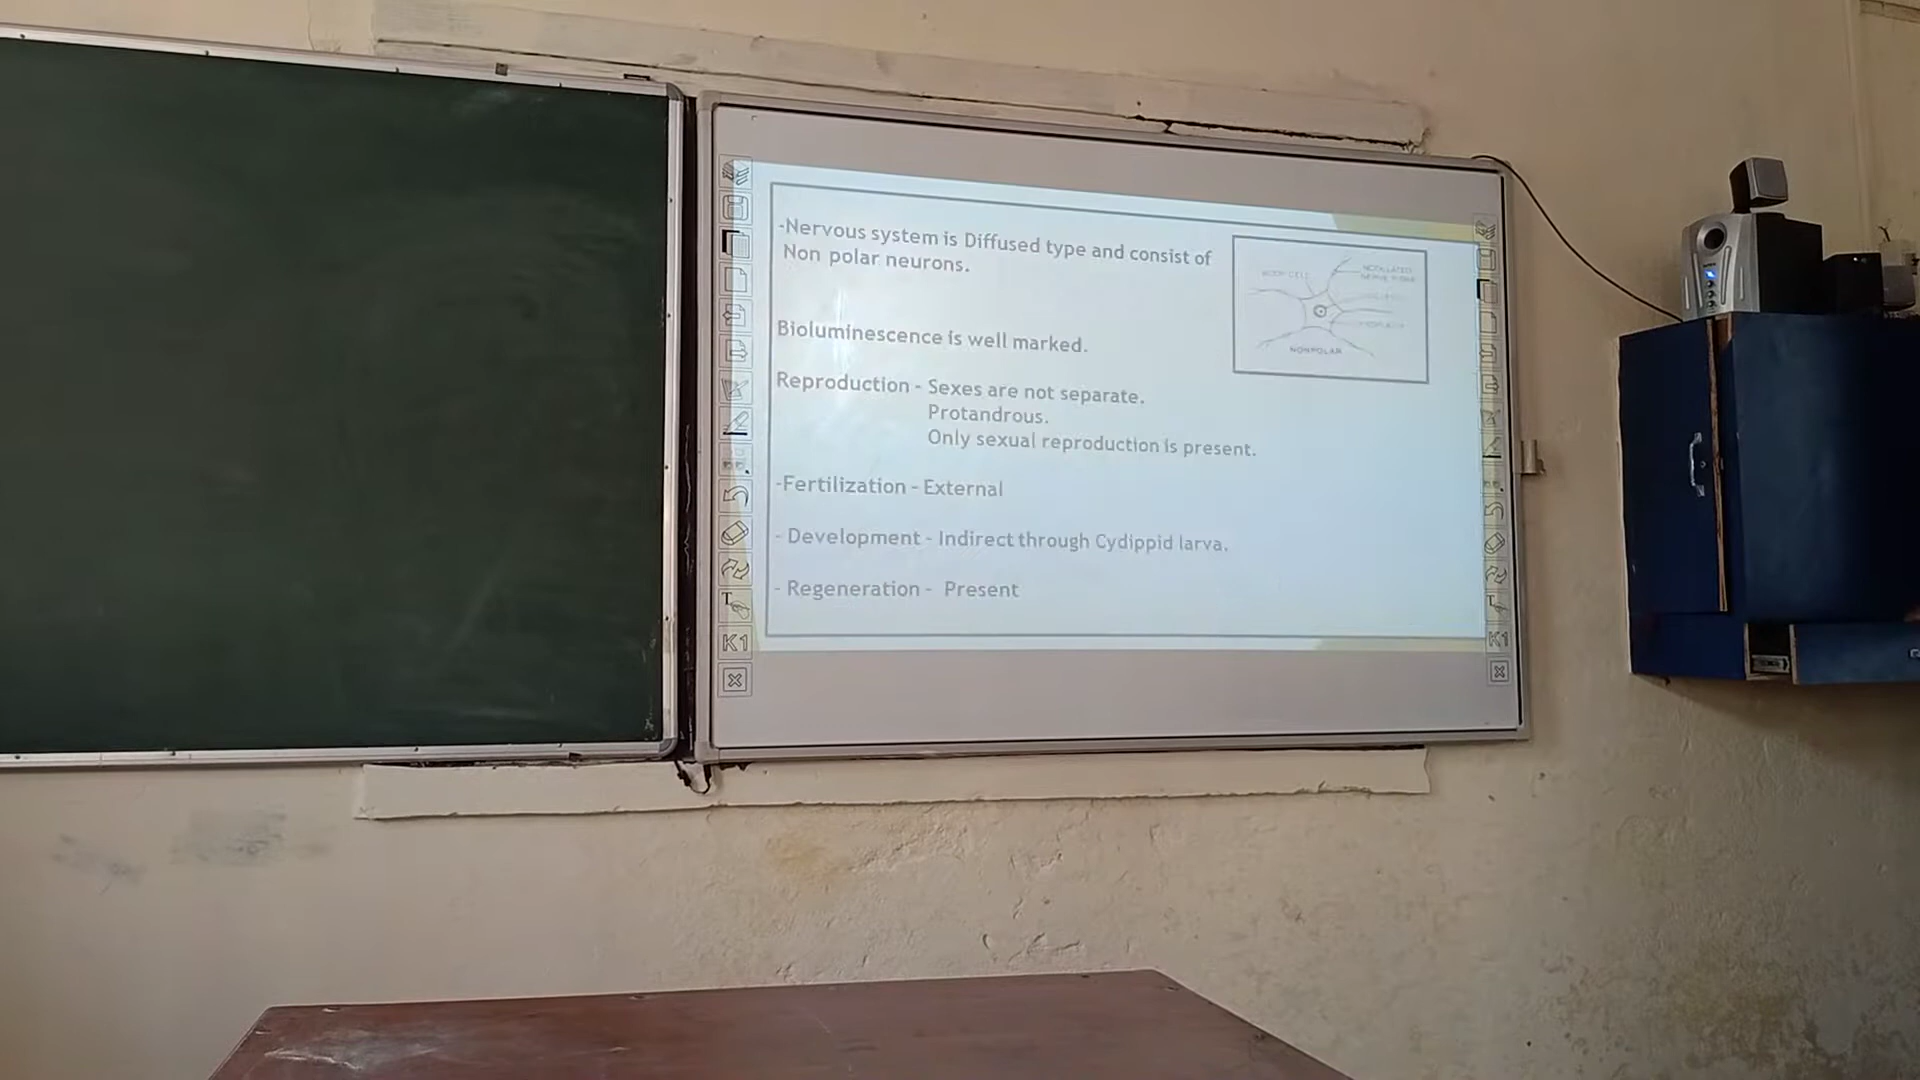 -Nervous system is Diffused type and consist of
Non polar neurons.
BODY CELL
NONPOLAR
Bioluminescence is well marked.
Reproduction - Sexes are not separate.
Protandrous.
Only sexual reproduction is present.
-Fertilization - External
- Development - Indirect through Cydippid larva.
- Regeneration - Present
T
K1
T
K1